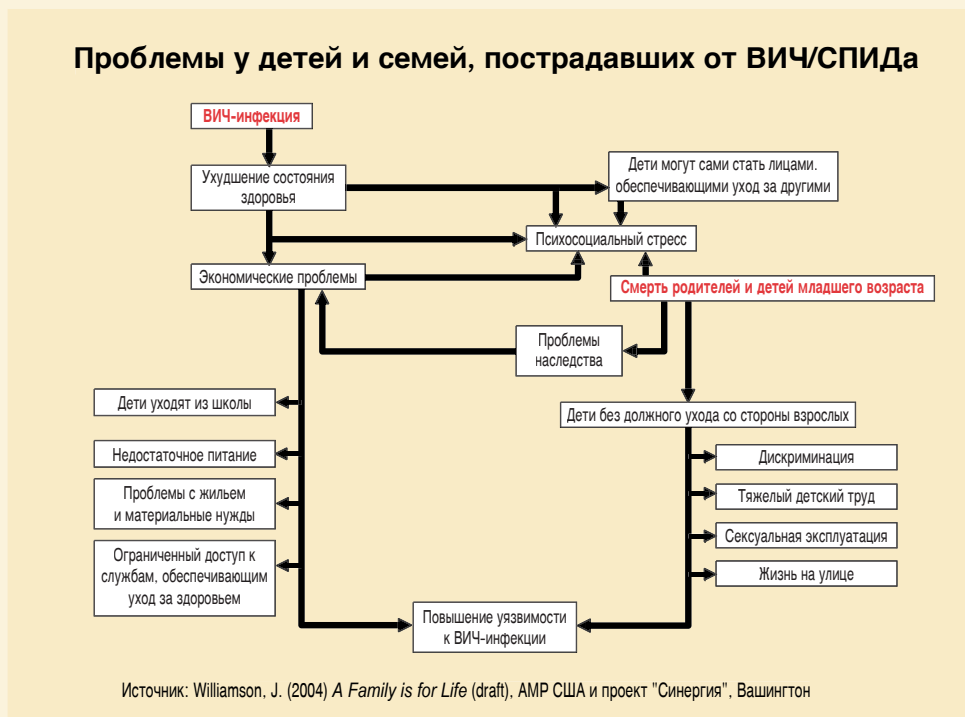 Проблемы у детей и семей, пострадавших от ВИЧ/СПИДа
ВИЧ-инфекция
Ухудшение состояния
здоровья
Дети могут сами стать лицами.
обеспечивающими уход за другими
Психосоциальный стресс
Экономические проблемы
Смерть родителей и детей младшего возраста
Проблемы
наследства
Дети уходят из школы
Дети без должного ухода со стороны взрослых
Недостаточное питание
Дискриминация
Проблемы с жильем
и материальные нужды
Тяжелый детский труд
Сексуальная эксплуатация
Ограниченный доступ к
службам, обеспечивающим
уход за здоровьем
Жизнь на улице
Повышение уязвимости
к ВИЧ-инфекции
Источник: Williamson, J. (2004) A Family is for Life (draft), АМР США и проект "Синергия", Вашингтон